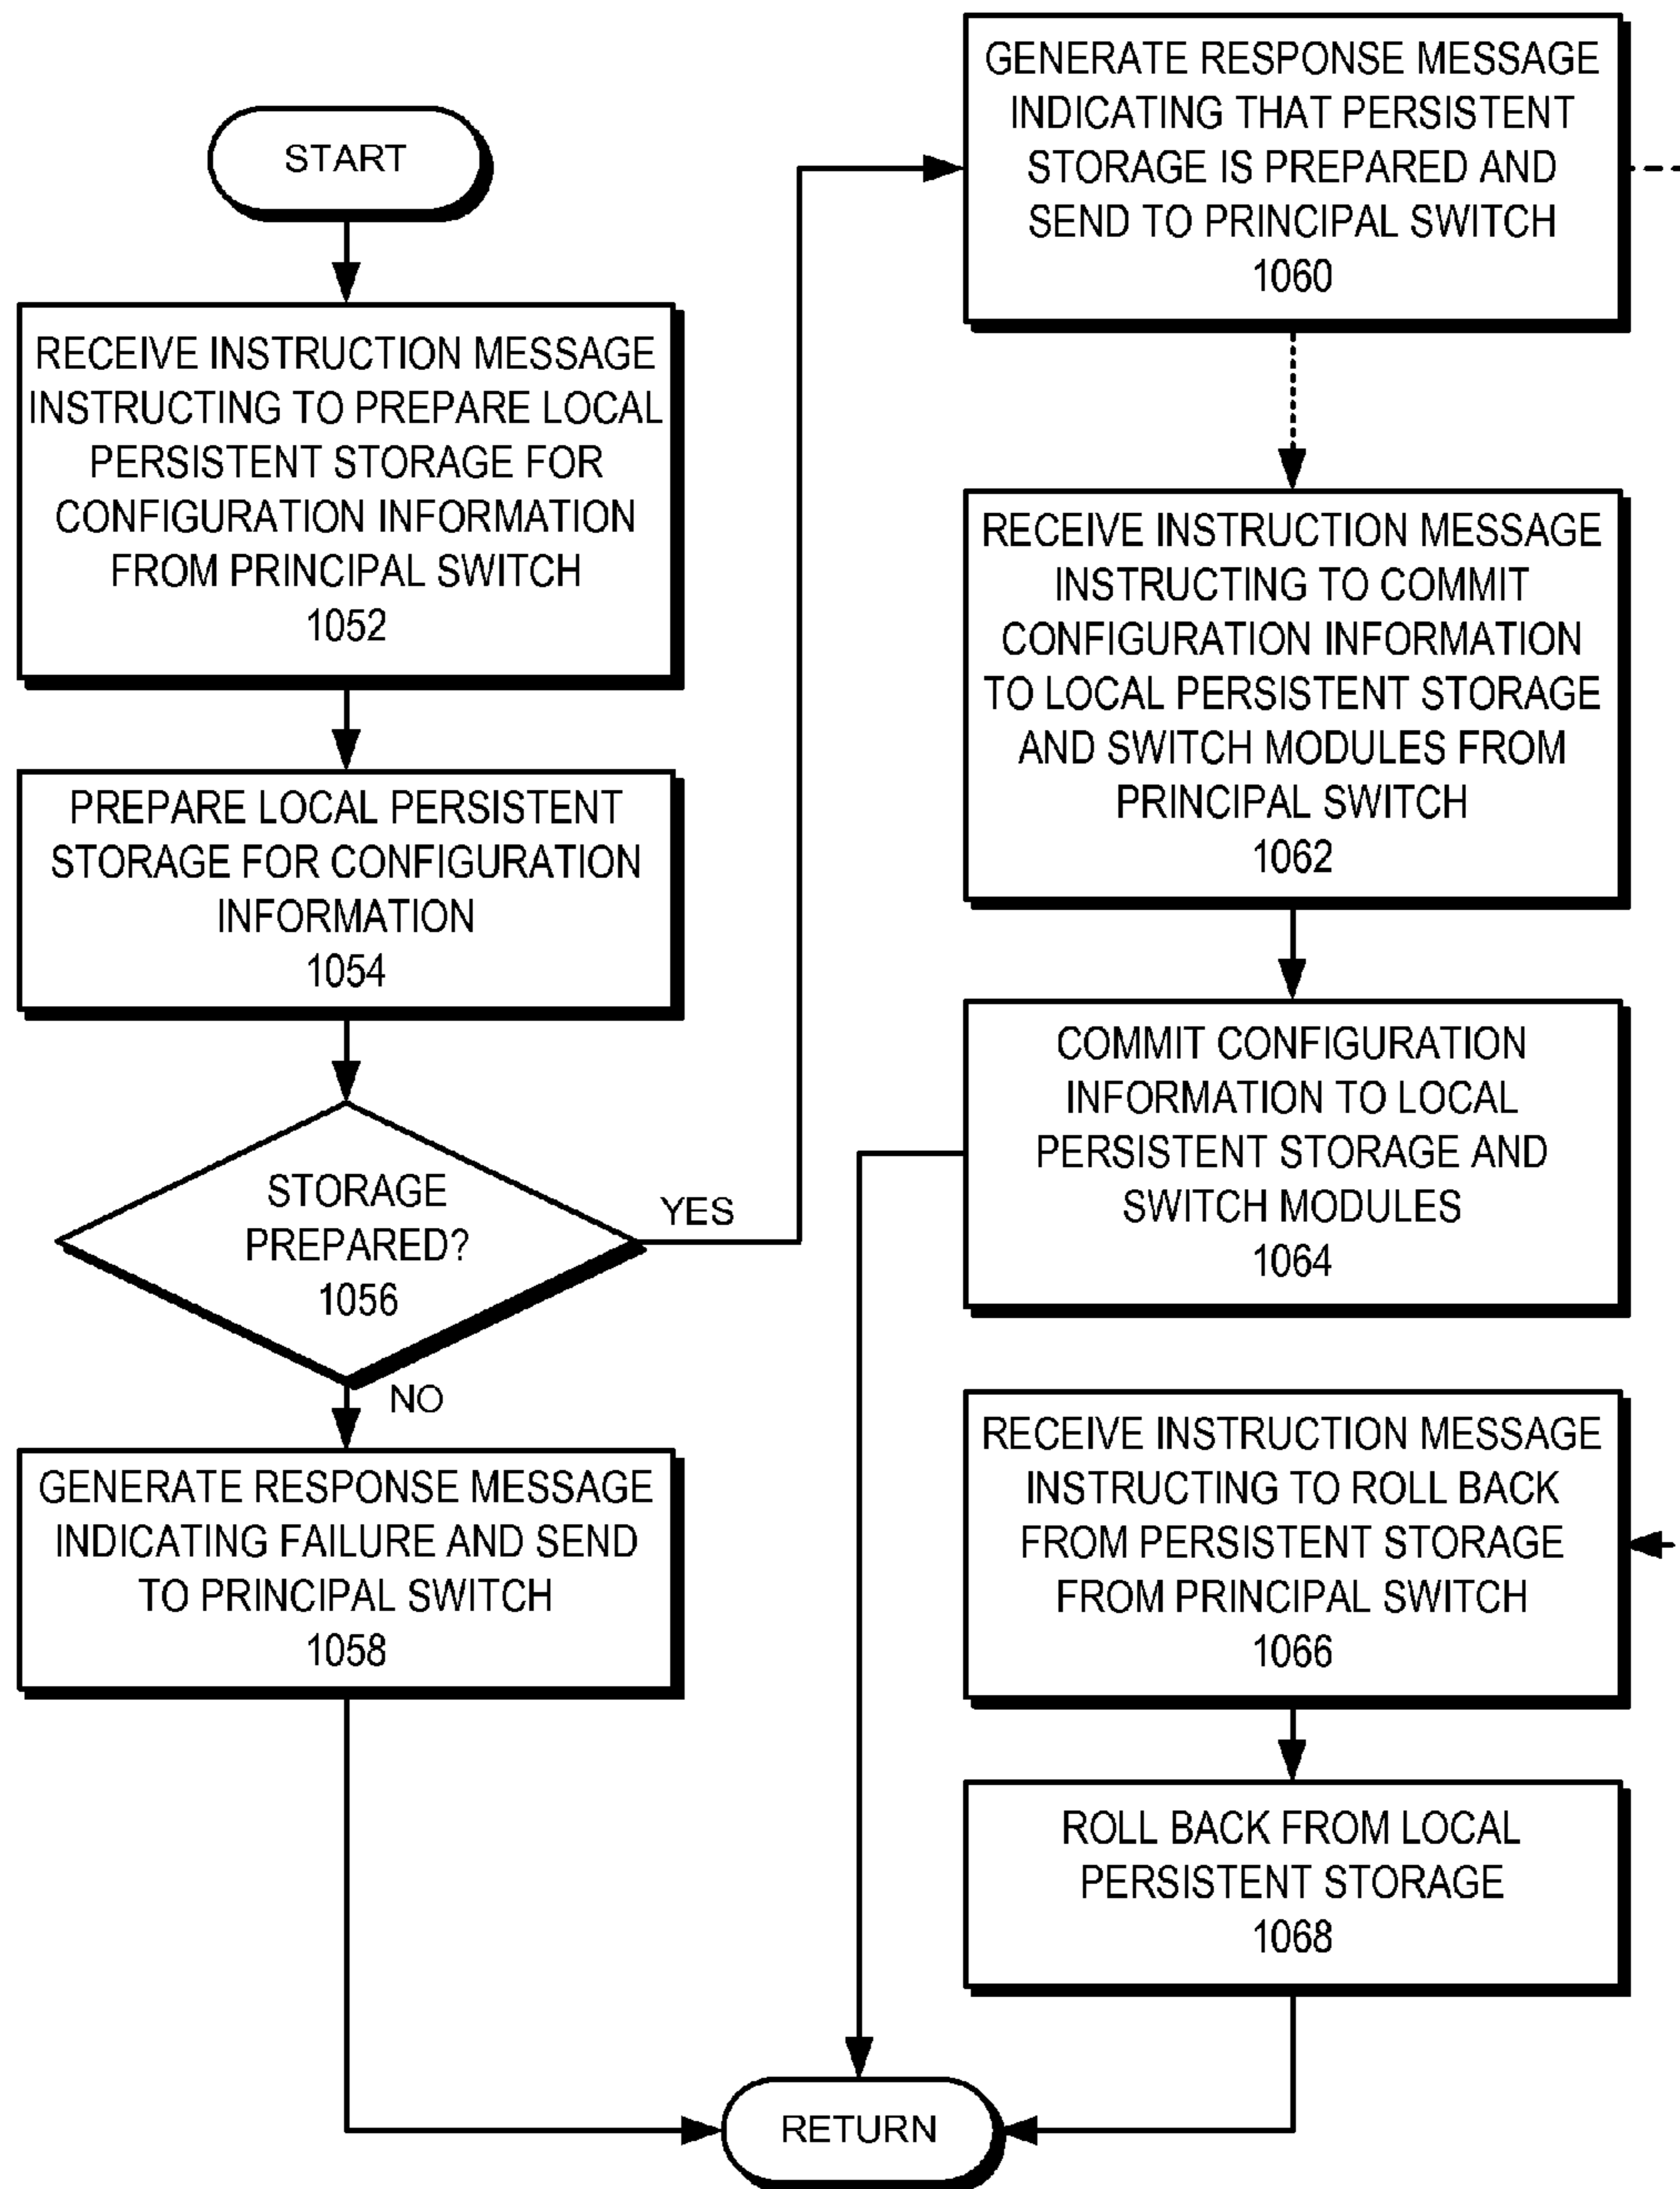 START
RECEIVE INSTRUCTION MESSAGE
INSTRUCTING TO PREPARE LOCAL
PERSISTENT STORAGE FOR
CONFIGURATION INFORMATION
FROM PRINCIPAL SWITCH
1052
PREPARE LOCAL PERSISTENT
STORAGE FOR CONFIGURATION
INFORMATION
1054
STORAGE
PREPARED?
1056
YES
NO
GENERATE RESPONSE MESSAGE
INDICATING FAILURE AND SEND
TO PRINCIPAL SWITCH
1058
GENERATE RESPONSE MESSAGE
INDICATING THAT PERSISTENT
STORAGE IS PREPARED AND
SEND TO PRINCIPAL SWITCH
1060
RECEIVE INSTRUCTION MESSAGE
INSTRUCTING TO COMMIT
CONFIGURATION INFORMATION
TO LOCAL PERSISTENT STORAGE
AND SWITCH MODULES FROM
PRINCIPAL SWITCH
1062
COMMIT CONFIGURATION
INFORMATION TO LOCAL
PERSISTENT STORAGE AND
SWITCH MODULES
1064
RECEIVE INSTRUCTION MESSAGE
INSTRUCTING TO ROLL BACK
FROM PERSISTENT STORAGE
FROM PRINCIPAL SWITCH
1066
ROLL BACK FROM LOCAL
PERSISTENT STORAGE
1068
RETURN